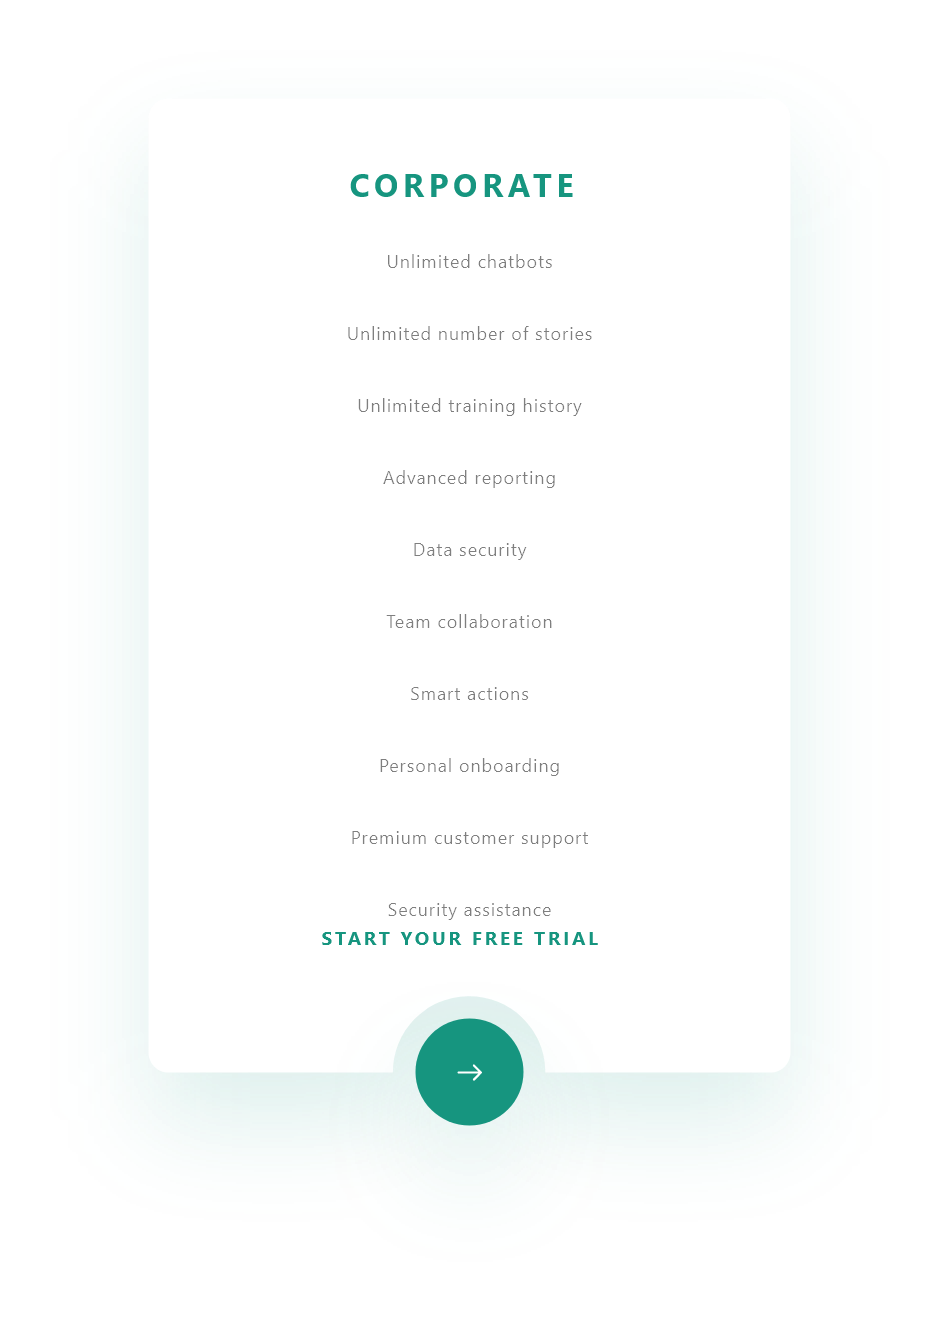 CORPORATE
Unlimited chatbots
Unlimited number of stories
Unlimited training history
Advanced reporting
Data security
Team collaboration
Smart actions
Personal onboarding
Premium customer support
Security assistance
START YOUR FREE TRIAL